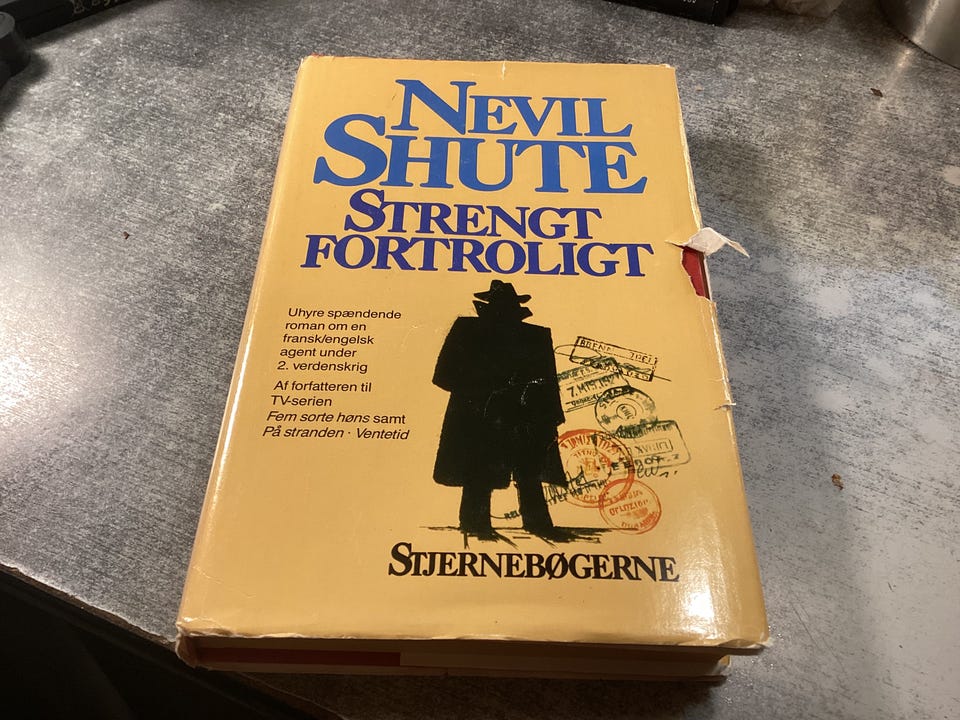 NEVIL
SHUTE
STRENGT
FORTROLIGT
Uhyre spændende
roman om en
fransk/engelsk
agent under
2. verdenskrig
Af forfatteren til
TV-serien
Fem sorte høns samt
På stranden · Ventetid
STJERNEBØGERNE